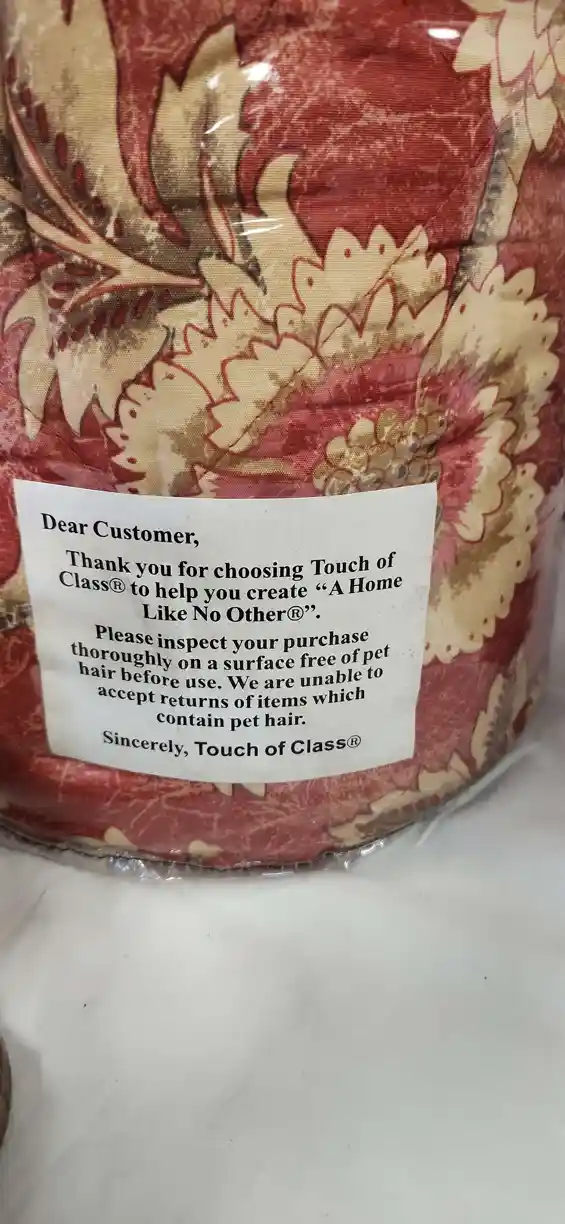 Dear Customer,
Thank you for choosing Touch of
Class® to help you create “A Home
Like No Other®”.
Please inspect your purchase
thoroughly on a surface free of pet
hair before use. We are unable to
accept returns of items which
contain pet hair.
Sincerely, Touch of Class®